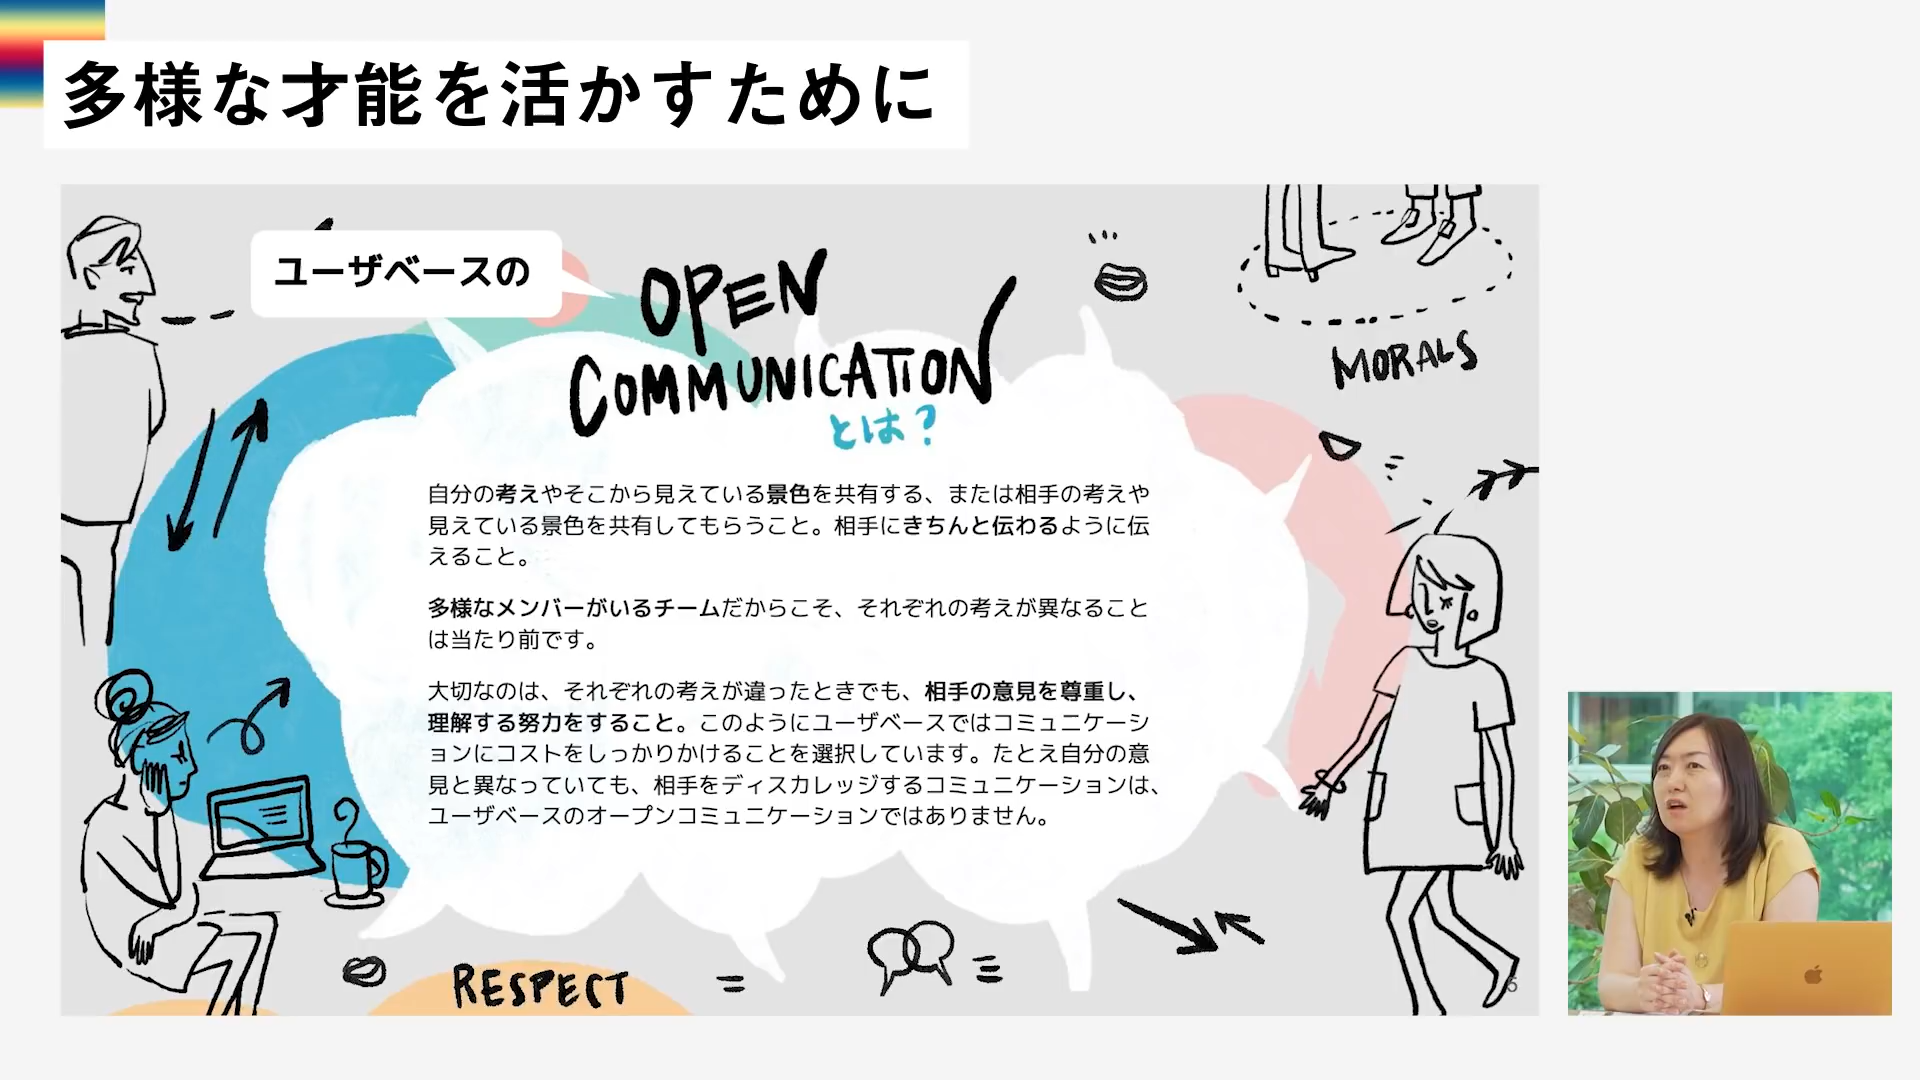 多様な才能を活かすために
ユーザベースの
OPEN
COMMUNICATION
とは？
MORALS
自分の考えやそこから見えている景色を共有する、または相手の考えや
見えている景色を共有してもらうこと。相手にきちんと伝わるように伝
えること。
多様なメンバーがいるチームだからこそ、それぞれの考えが異なること
は当たり前です。
大切なのは、それぞれの考えが違ったときでも、相手の意見を尊重し、
理解する努力をすること。このようにユーザベースではコミュニケーシ
ョンにコストをしっかりかけることを選択しています。たとえ自分の意
見と異なっていても、相手をディスカレッジするコミュニケーションは、
ユーザベースのオープンコミュニケーションではありません。
RESPECT